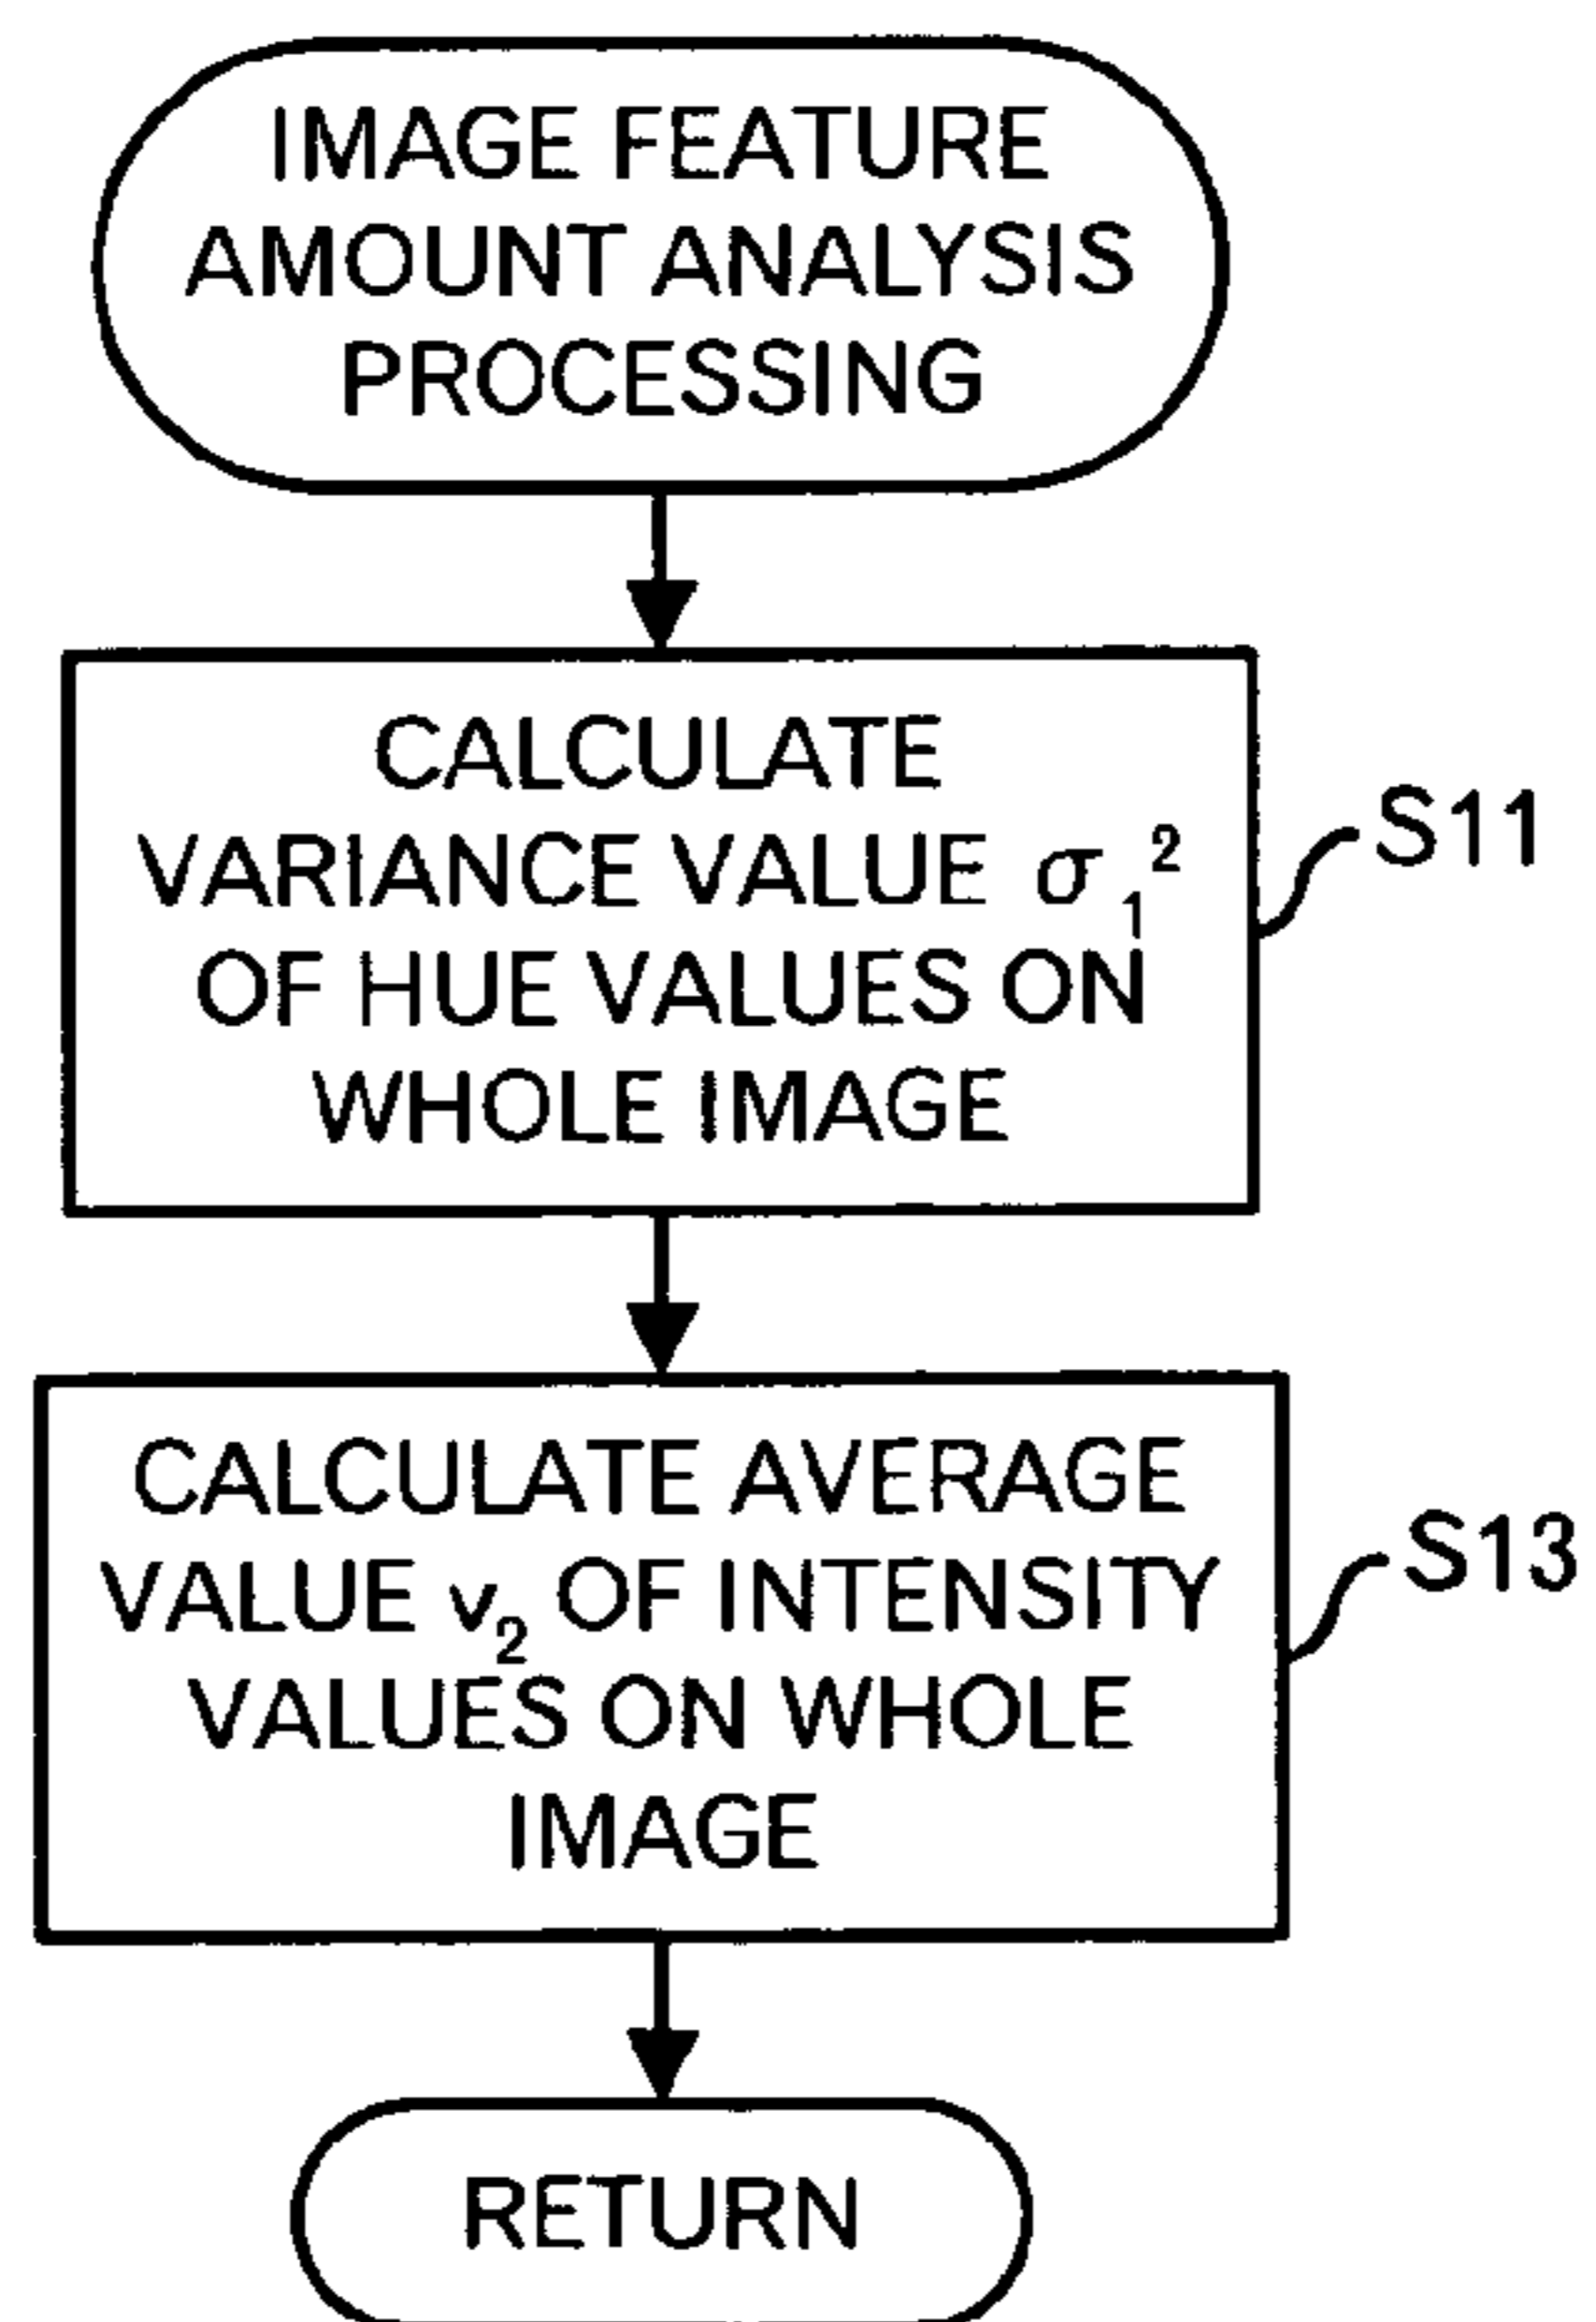 IMAGE FEATURE
AMOUNT ANALYSIS
PROCESSING
CALCULATE
VARIANCE VALUE σ₁²
OF HUE VALUES ON
WHOLE IMAGE
S11
CALCULATE AVERAGE
VALUE v₂ OF INTENSITY
VALUES ON WHOLE
IMAGE
S13
RETURN